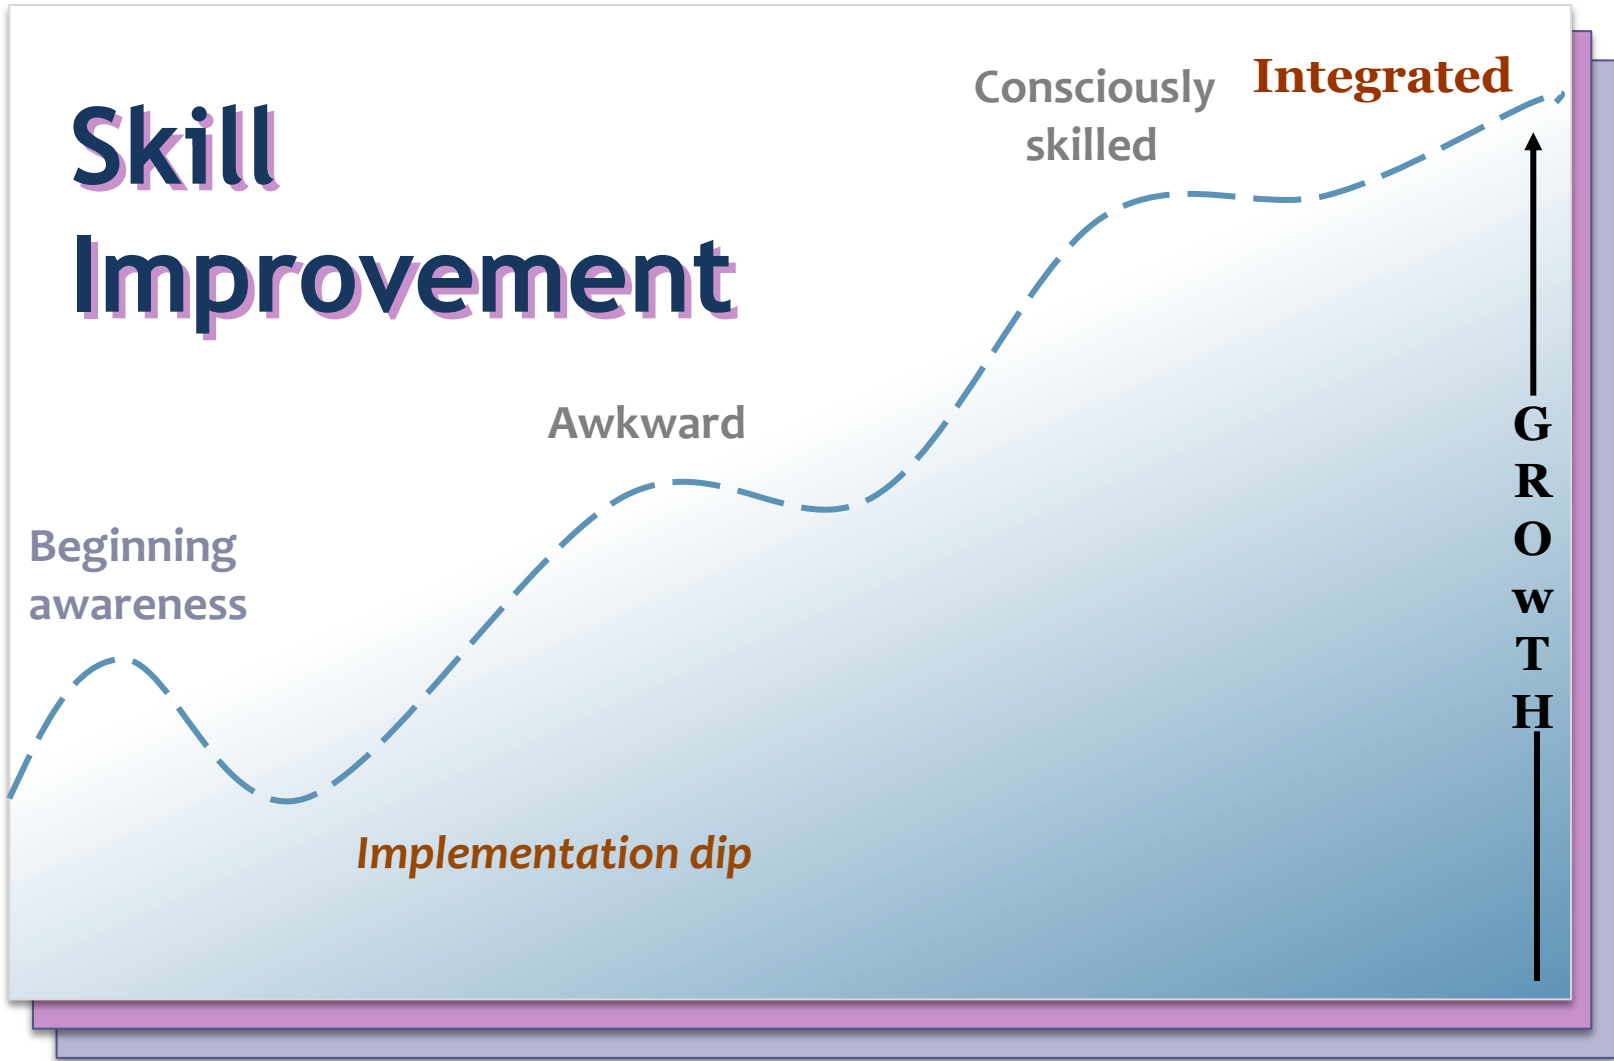 Skill
Improvement
Beginning
awareness
Implementation dip
Awkward
Consciously
skilled
Integrated
G
R
O
w
T
H